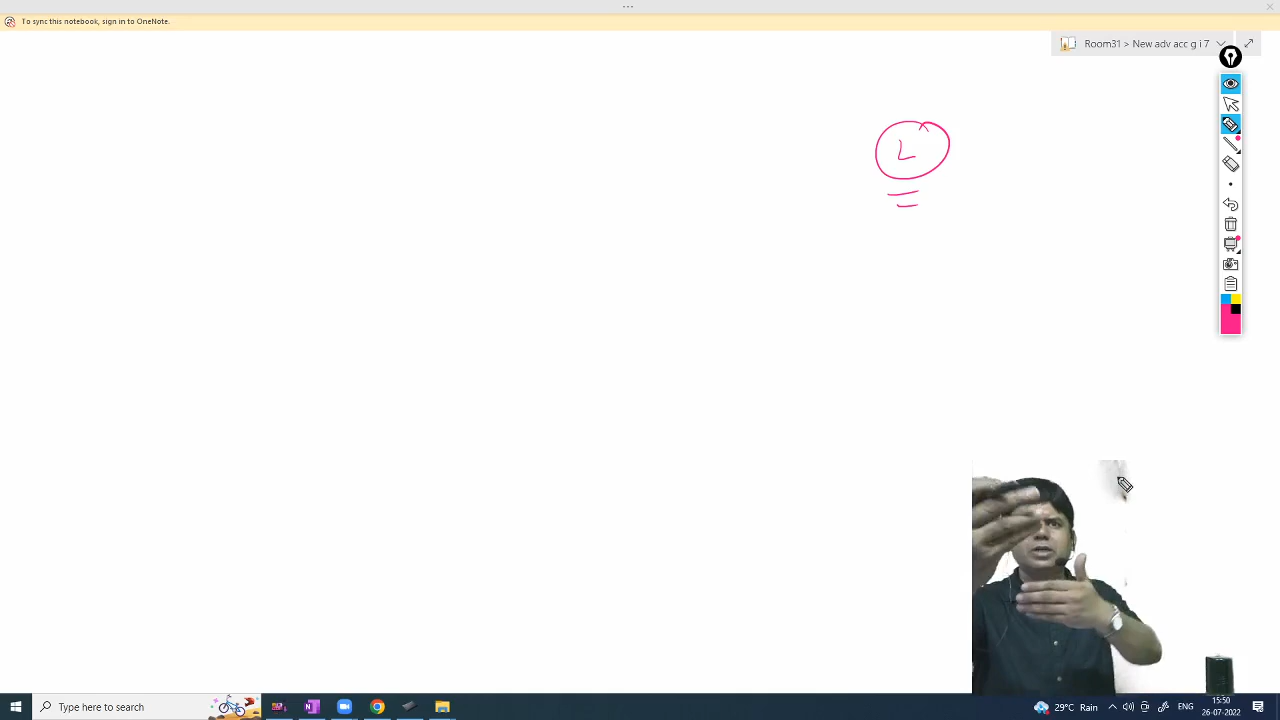 To sync this notebook, sign in to OneNote.
Room31 > New adv acc g i 7
L
Type here to search
29°C Rain
ENG
15:50
26-07-2022